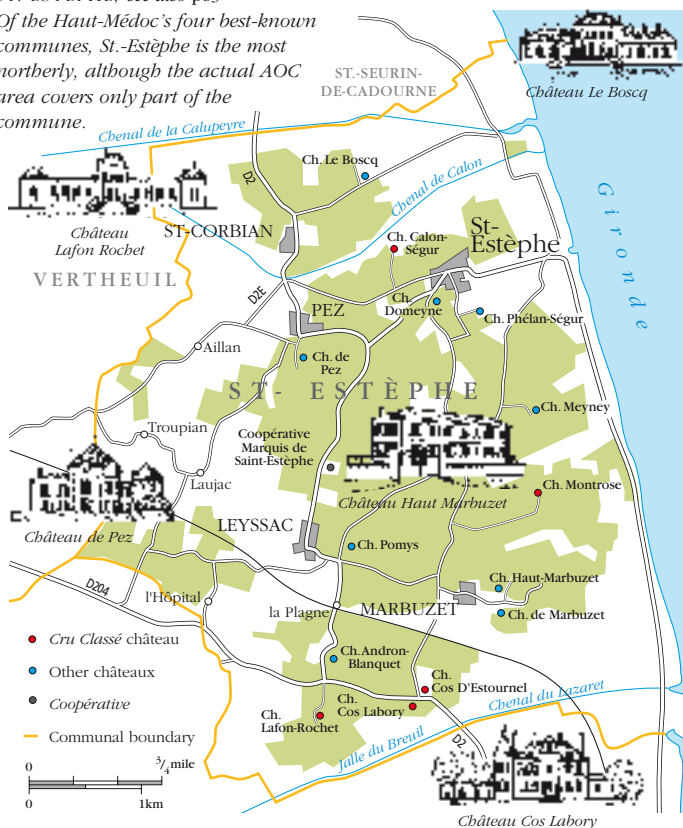 Of the Haut-Médoc's four best-known
communes, St.-Estèphe is the most
northerly, although the actual AOC
area covers only part of the
commune.
ST.-SEURIN-
DE-CADOURNE
Château Le Boscq
Chenal de la Calupeyre
Ch. Le Boscq
D2
Chenal de Calon
Gironde
Château
Lafon Rochet
ST-CORBIAN
Ch. Calon-
Ségur
St-
Estèphe
VERTHEUIL
D2E
PEZ
Ch.
Domeyne
Ch. Phélan-Ségur
Aillan
Ch. de
Pez
ST- ESTÈPHE
Ch. Meyney
Troupian
Coopérative
Marquis de
Saint-Estèphe
Laujac
Ch. Montrose
Château Haut Marbuzet
Château de Pez
LEYSSAC
Ch. Pomys
D204
l'Hôpital
la Plagne
MARBUZET
Ch. Haut-Marbuzet
Ch. de Marbuzet
Ch. Andron-
Blanquet
Ch.
Cos D'Estournel
Ch.
Cos Labory
Ch.
Lafon-Rochet
Chenal du Lazaret
Jalle du Breuil
D2
Château Cos Labory
Cru Classé château
Other châteaux
Coopérative
Communal boundary
0 3/4 mile
0 1km